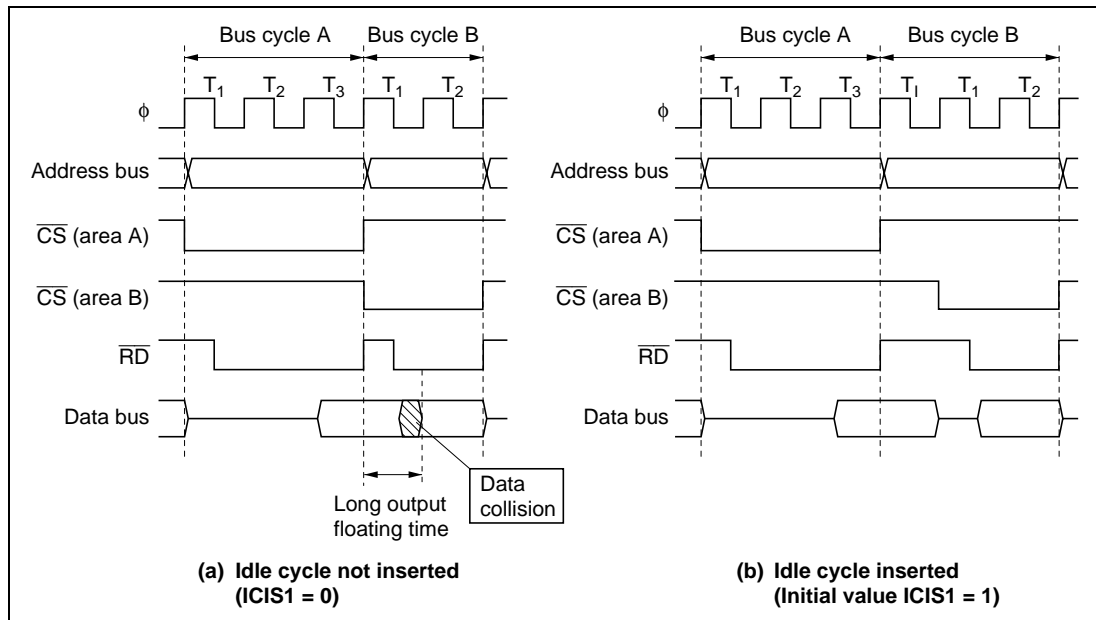 Bus cycle A
Bus cycle B
T1 T2 T3 T1 T2
ϕ
Address bus
CS (area A)
CS (area B)
RD
Data bus
Long output
floating time
Data
collision
(a) Idle cycle not inserted
(ICIS1 = 0)
Bus cycle A
Bus cycle B
T1 T2 T3 TI T1 T2
ϕ
Address bus
CS (area A)
CS (area B)
RD
Data bus
(b) Idle cycle inserted
(Initial value ICIS1 = 1)